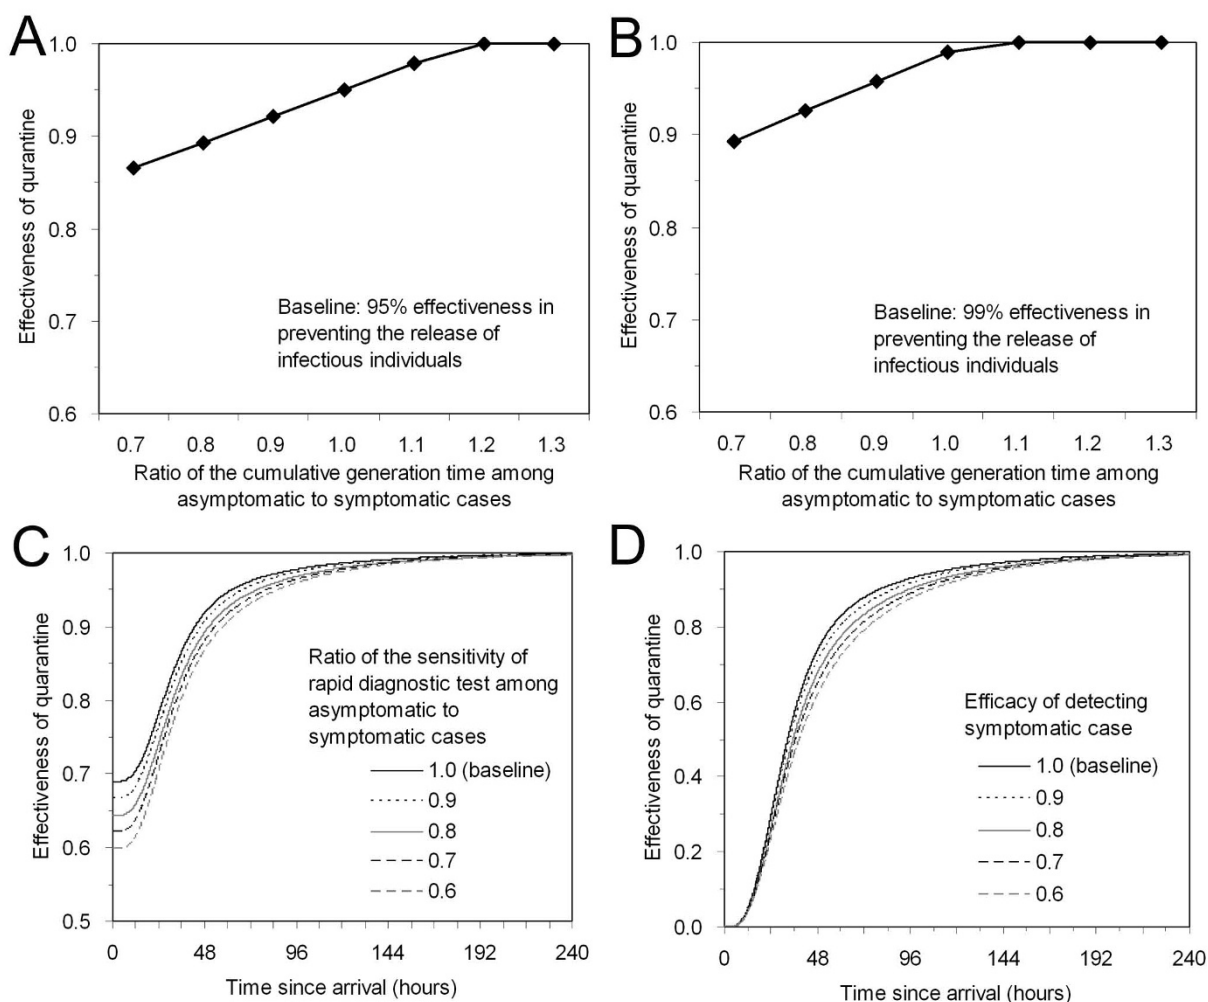 A
1.0
0.9
0.8
0.7
0.6
Effectiveness of qurantine
Baseline: 95% effectiveness in
preventing the release of
infectious individuals
0.7 0.8 0.9 1.0 1.1 1.2 1.3
Ratio of the cumulative generation time among
asymptomatic to symptomatic cases
B
1.0
0.9
0.8
0.7
0.6
Effectiveness of quarantine
Baseline: 99% effectiveness in
preventing the release of
infectious individuals
0.7 0.8 0.9 1.0 1.1 1.2 1.3
Ratio of the cumulative generation time among
asymptomatic to symptomatic cases
C
1.0
0.9
0.8
0.7
0.6
0.5
Effectiveness of quarantine
Ratio of the sensitivity of
rapid diagnostic test among
asymptomatic to
symptomatic cases
1.0 (baseline)
0.9
0.8
0.7
0.6
0 48 96 144 192 240
Time since arrival (hours)
D
1.0
0.8
0.6
0.4
0.2
0.0
Effectiveness of quarantine
Efficacy of detecting
symptomatic case
1.0 (baseline)
0.9
0.8
0.7
0.6
0 48 96 144 192 240
Time since arrival (hours)